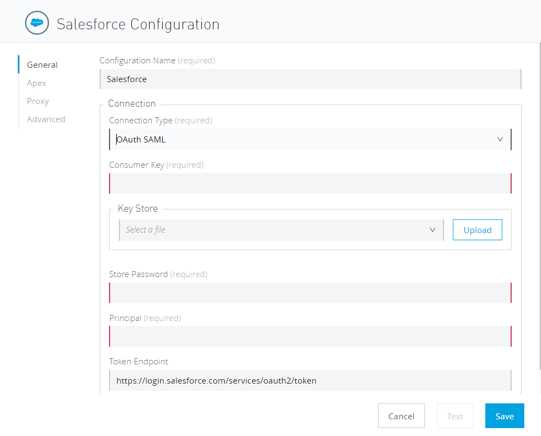 Salesforce Configuration
General
Apex
Proxy
Advanced
Configuration Name (required)
Salesforce
Connection
Connection Type (required)
OAuth SAML
Consumer Key (required)
Key Store
Select a file
Upload
Store Password (required)
Principal (required)
Token Endpoint
https://login.salesforce.com/services/oauth2/token
Cancel
Test
Save